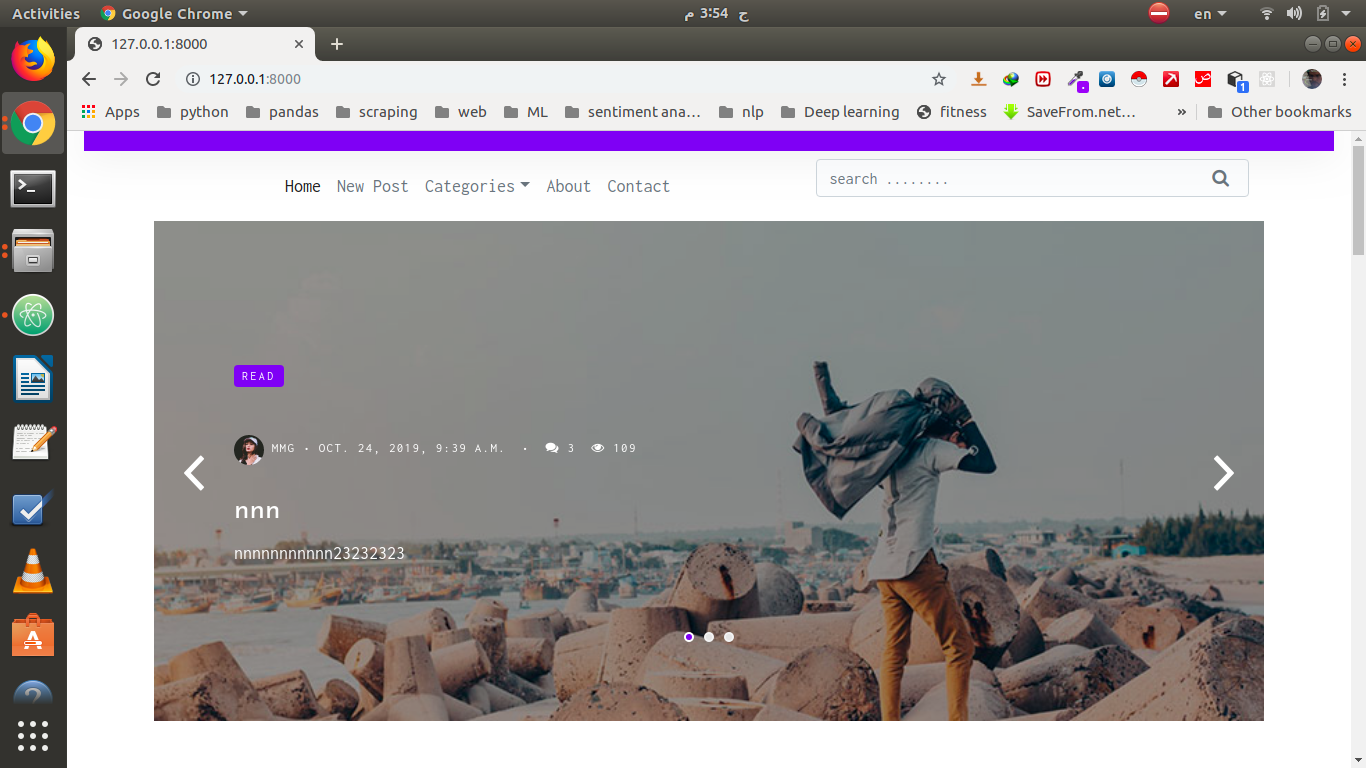 Activities Google Chrome م 3:54 ح en
127.0.0.1:8000
127.0.0.1:8000
Apps python pandas scraping web ML sentiment ana... nlp Deep learning fitness SaveFrom.net... » Other bookmarks
Home New Post Categories About Contact search ........
READ
MMG • OCT. 24, 2019, 9:39 A.M. • 3 109
nnn
nnnnnnnnnnn23232323